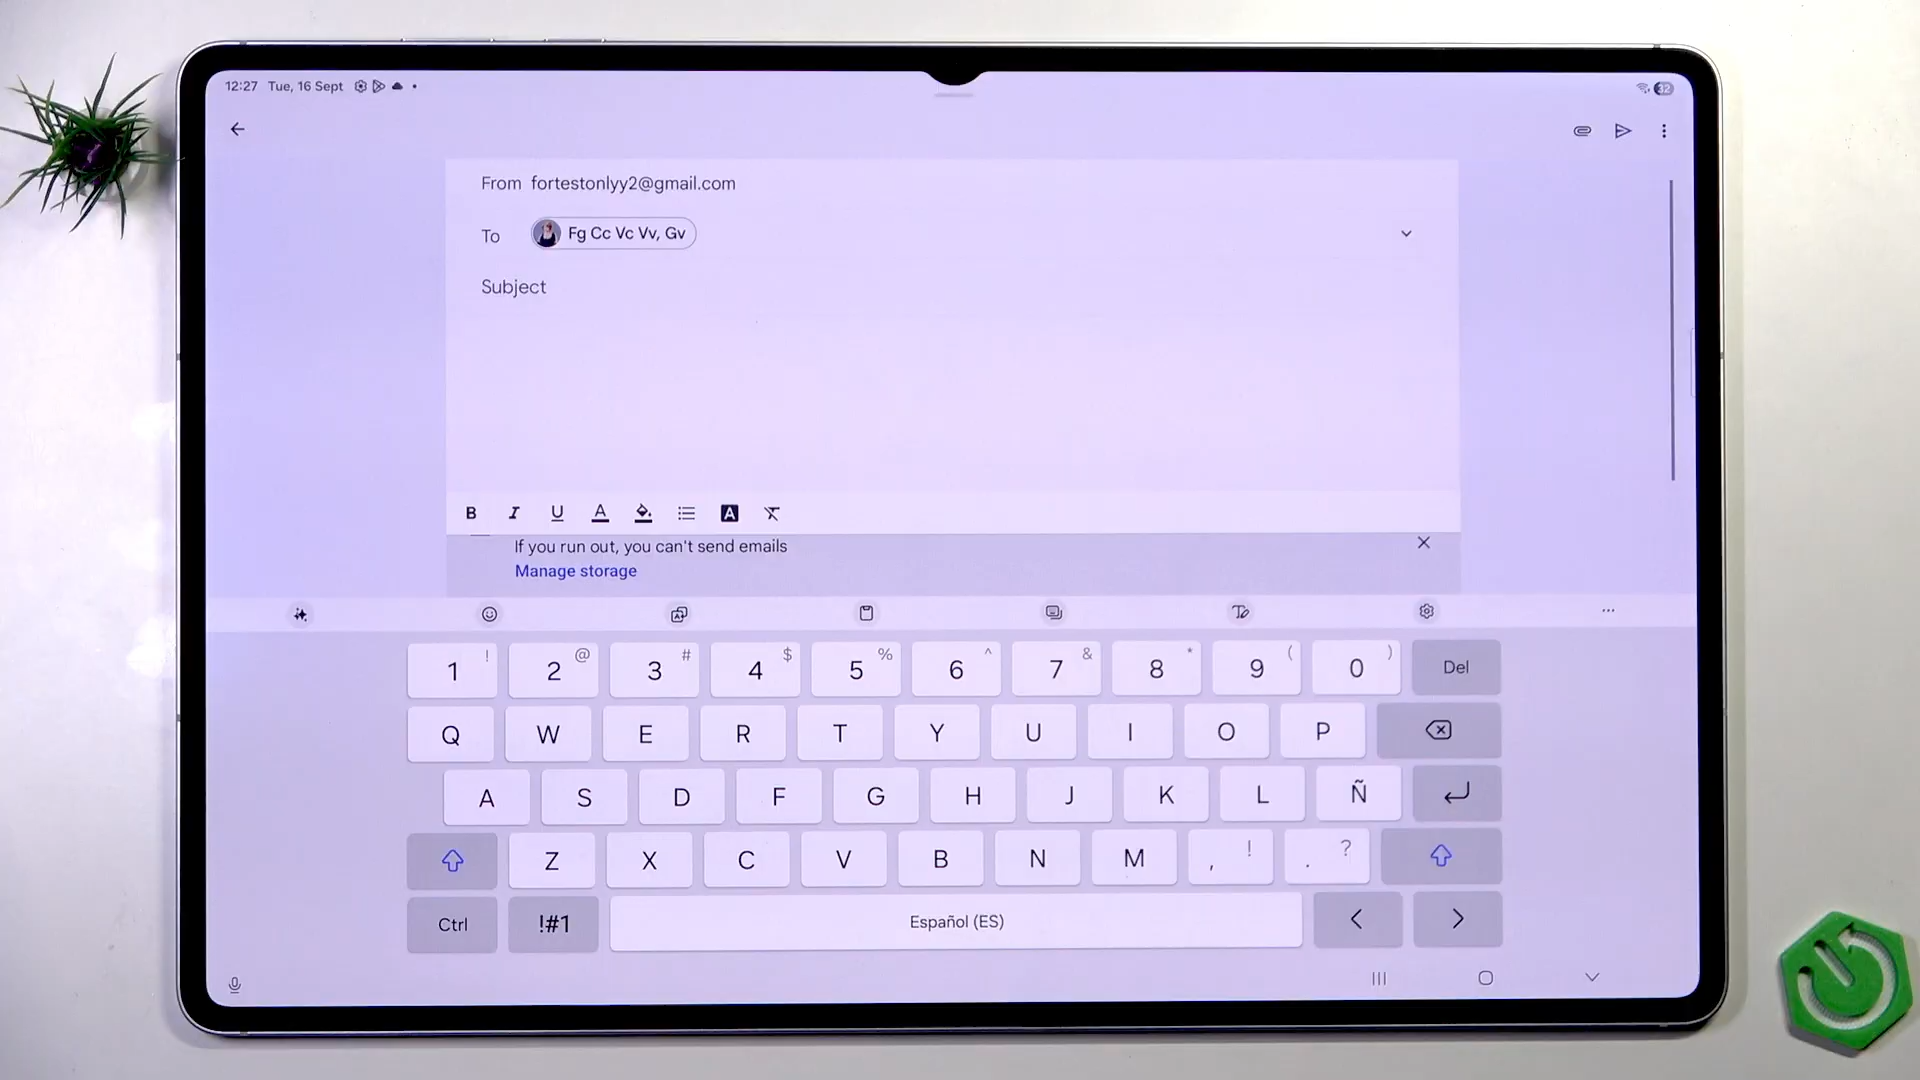 12:27 Tue, 16 Sept
32
From fortestonlyy2@gmail.com
To Fg Cc Vc Vv, Gv
Subject
B I U A A
If you run out, you can't send emails
Manage storage
1 ! 2 @ 3 # 4 $ 5 % 6 ^ 7 & 8 * 9 ( 0 ) Del
Q W E R T Y U I O P
A S D F G H J K L Ñ
Z X C V B N M , ! . ?
Ctrl !#1 Español (ES) < >